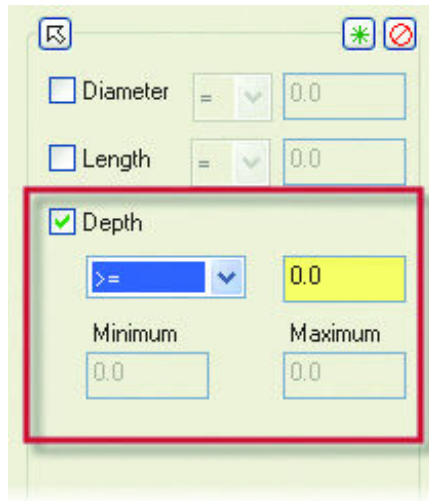 Diameter = 0.0
Length = 0.0
Depth
>= 0.0
Minimum Maximum
0.0 0.0